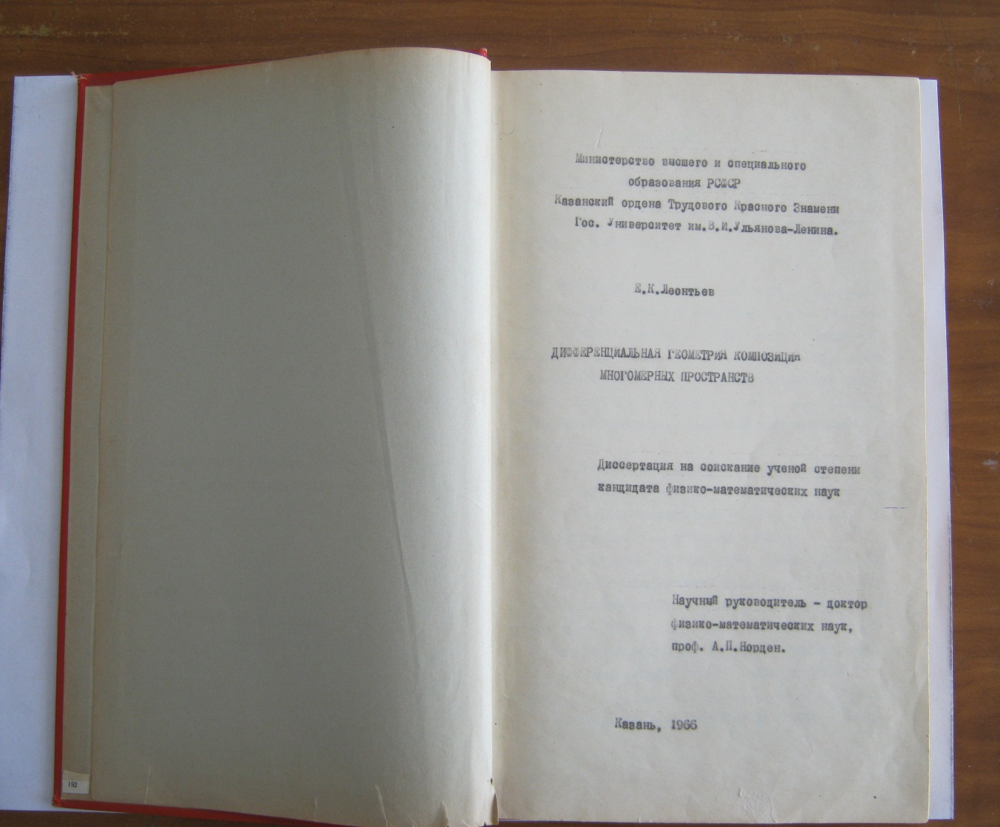 Министерство высшего и специального
образования РСФСР
Казанский ордена Трудового Красного Знамени
Гос. Университет им.В.И.Ульянова-Ленина.
Е.К.Леонтьев
ДИФФЕРЕНЦИАЛЬНАЯ ГЕОМЕТРИЯ КОМПОЗИЦИЙ
МНОГОМЕРНЫХ ПРОСТРАНСТВ
Диссертация на соискание ученой степени
кандидата физико-математических наук
Научный руководитель - доктор
физико-математических наук,
проф. А.П.Норден.
Казань, 1966
192